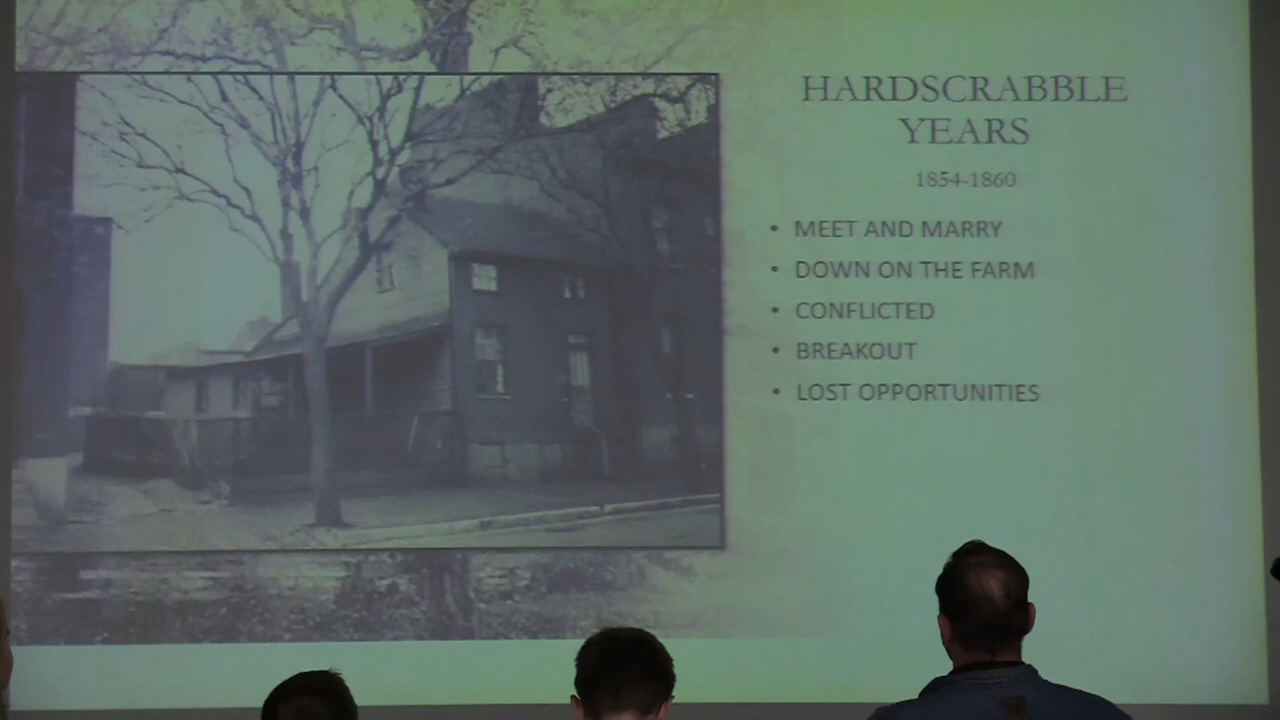 HARDSCRABBLE
YEARS
1854-1860
• MEET AND MARRY
• DOWN ON THE FARM
• CONFLICTED
• BREAKOUT
• LOST OPPORTUNITIES